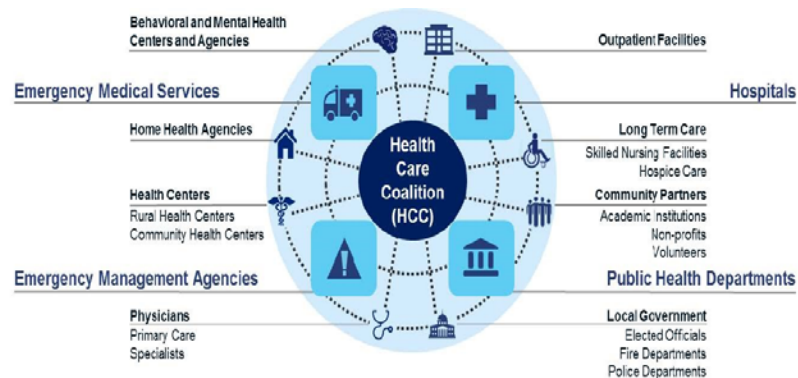 Behavioral and Mental Health
Centers and Agencies
Outpatient Facilities
Emergency Medical Services
Hospitals
Home Health Agencies
Long Term Care
Skilled Nursing Facilities
Hospice Care
Health
Care
Coalition
(HCC)
Health Centers
Rural Health Centers
Community Health Centers
Community Partners
Academic Institutions
Non-profits
Volunteers
Emergency Management Agencies
Public Health Departments
Physicians
Primary Care
Specialists
Local Government
Elected Officials
Fire Departments
Police Departments